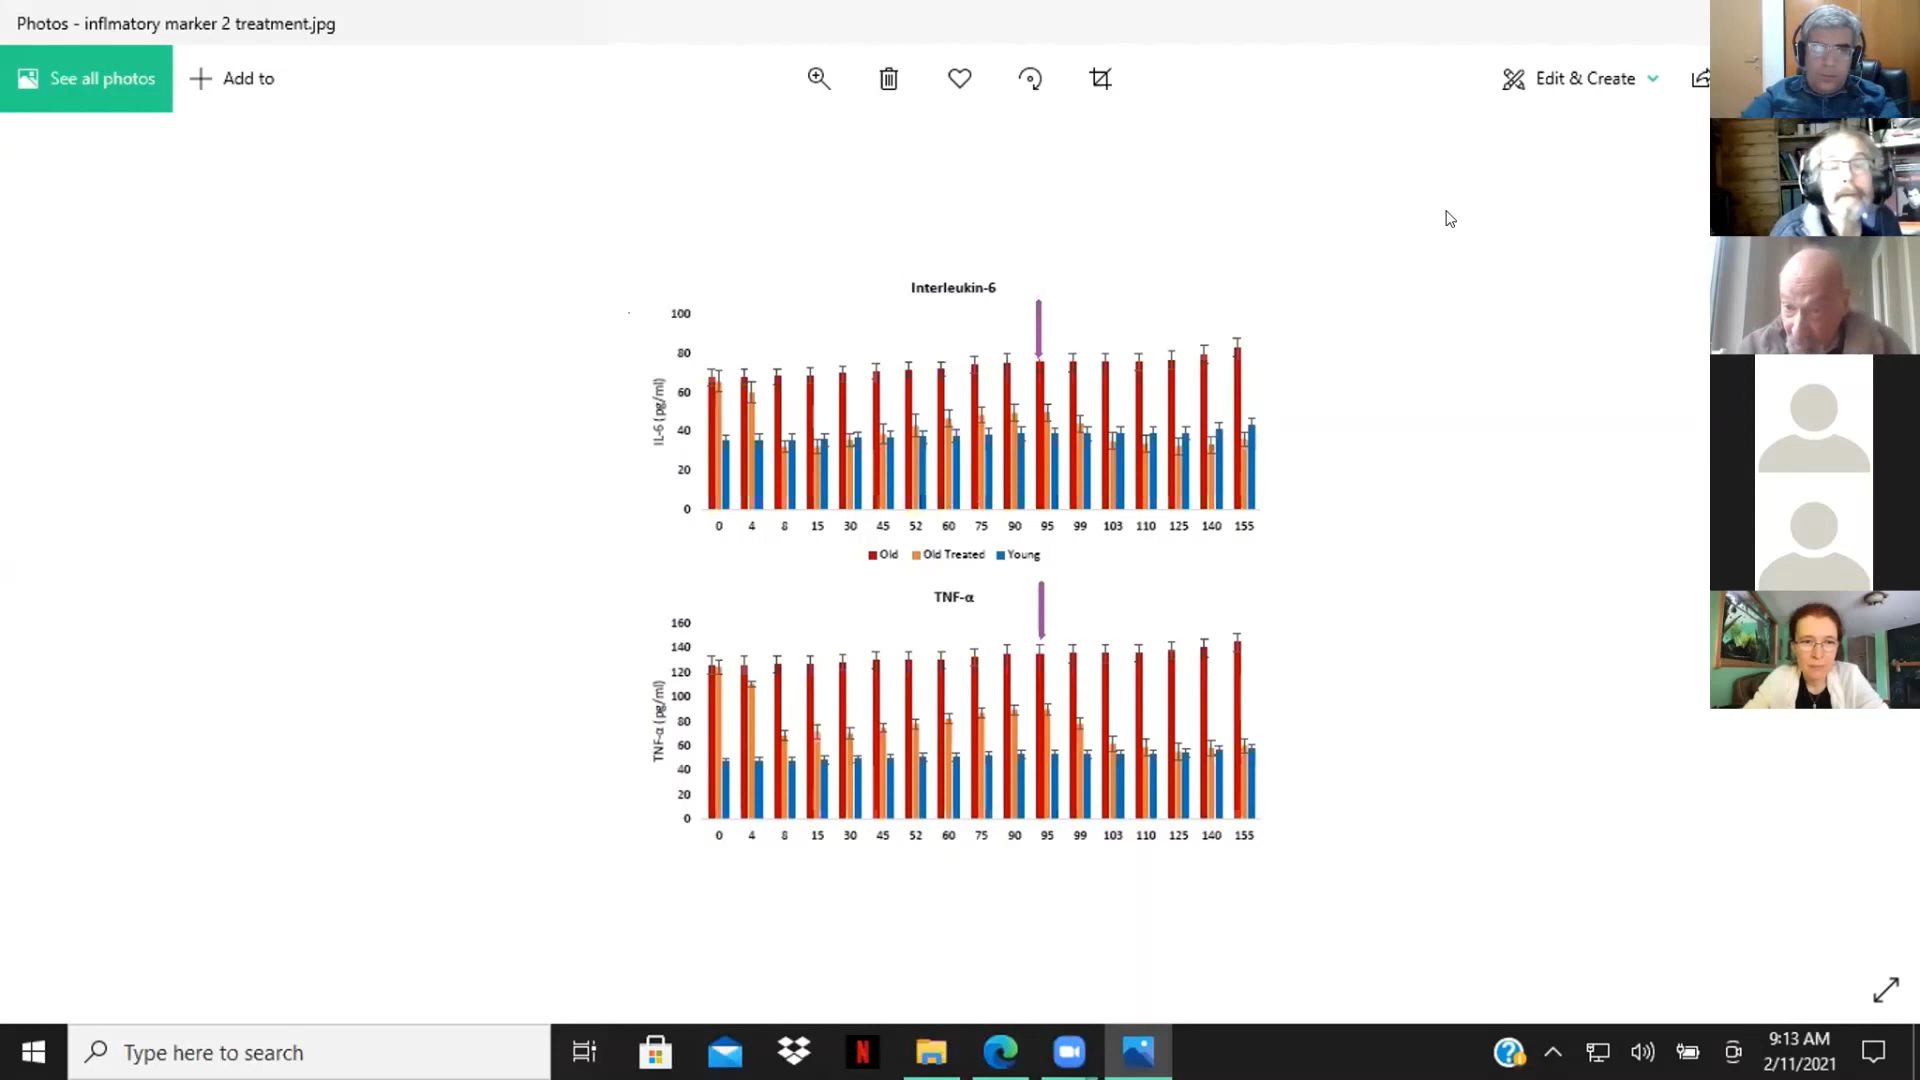 Photos - inflmatory marker 2 treatment.jpg
See all photos
Add to
Edit & Create
Interleukin-6
100
80
60
40
20
0
IL-6 (pg/ml)
0 4 8 15 30 45 52 60 75 90 95 99 103 110 125 140 155
Old Old Treated Young
TNF-α
160
140
120
100
80
60
40
20
0
TNF-α (pg/ml)
0 4 8 15 30 45 52 60 75 90 95 99 103 110 125 140 155
Type here to search
9:13 AM
2/11/2021